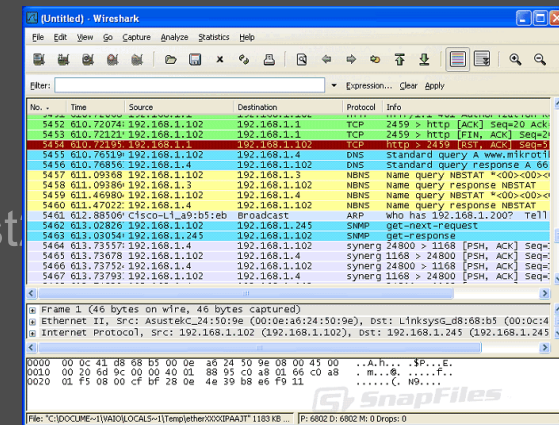 (Untitled) - Wireshark
File Edit View Go Capture Analyze Statistics Help
Filter: Expression... Clear Apply
No. Time Source Destination Protocol Info
5452 610.72074 192.168.1.102 192.168.1.1 TCP 2459 > http [ACK] Seq=20 Ack
5453 610.72121 192.168.1.102 192.168.1.1 TCP 2459 > http [FIN, ACK] Seq=2
5454 610.72195 192.168.1.1 192.168.1.102 TCP http > 2459 [RST, ACK] Seq=5
5455 610.76519 192.168.1.102 192.168.1.4 DNS Standard query A www.mikroti
5456 610.76856 192.168.1.4 192.168.1.102 DNS Standard query response A 66
5457 611.09368 192.168.1.102 192.168.1.3 NBNS Name query NBSTAT *<00><00><
5458 611.09386 192.168.1.3 192.168.1.102 NBNS Name query response NBSTAT
5459 611.46980 192.168.1.102 192.168.1.4 NBNS Name query NBSTAT *<00><00><
5460 611.47022 192.168.1.4 192.168.1.102 NBNS Name query response NBSTAT
5461 612.88506 Cisco-Li_a9:b5:eb Broadcast ARP Who has 192.168.1.200? Tell
5462 613.02826 192.168.1.102 192.168.1.245 SNMP get-next-request
5463 613.03054 192.168.1.245 192.168.1.102 SNMP get-response
5464 613.73557 192.168.1.4 192.168.1.102 synerg 24800 > 1168 [PSH, ACK] Seq=
5465 613.73678 192.168.1.4 192.168.1.102 synerg 1168 > 24800 [PSH, ACK] Seq=
5466 613.73752 192.168.1.4 192.168.1.102 synerg 24800 > 1168 [PSH, ACK] Seq=
5467 613.73793 192.168.1.102 192.168.1.4 synerg 1168 > 24800 [PSH, ACK] Seq=
Frame 1 (46 bytes on wire, 46 bytes captured)
Ethernet II, Src: AsustekC_24:50:9e (00:0e:a6:24:50:9e), Dst: LinksysG_d8:68:b5 (00:0c:4
Internet Protocol, Src: 192.168.1.102 (192.168.1.102), Dst: 192.168.1.245 (192.168.1.245
0000 00 0c 41 d8 68 b5 00 0e a6 24 50 9e 08 00 45 00 ..A.h... .$P...E.
0010 00 20 6d 9c 00 00 40 01 88 95 c0 a8 01 66 c0 a8 . m...@. .....f..
0020 01 f5 08 00 cf bf 28 0e 4e 39 b8 e6 f9 11 ......(. N9....
SnapFiles
File: "C:\DOCUME~1\VAIO\LOCALS~1\Temp\etherXXXXIPAAJT" 1183 KB ... P: 6802 D: 6802 M: 0 Drops: 0